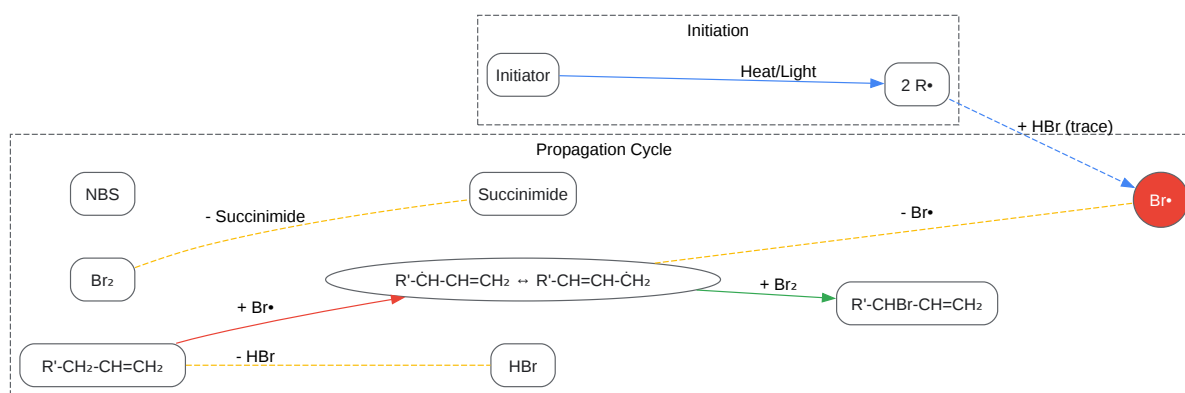 Initiation
Initiator
Heat/Light
2 R•
+ HBr (trace)
Propagation Cycle
NBS
Succinimide
Br•
- Succinimide
- Br•
Br₂
R'-ĊH-CH=CH₂ ↔ R'-CH=CH-ĊH₂
+ Br₂
R'-CHBr-CH=CH₂
+ Br•
R'-CH₂-CH=CH₂
- HBr
HBr